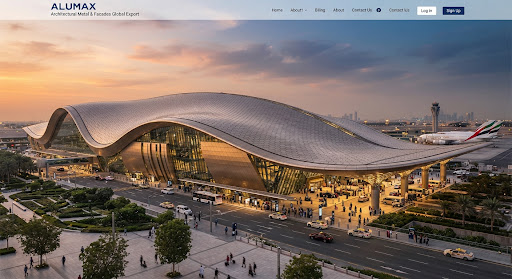 ALUMAX
Architectural Metal & Facades Global Export
Home About Billing About Contact Us Contact Us Log In Sign Up